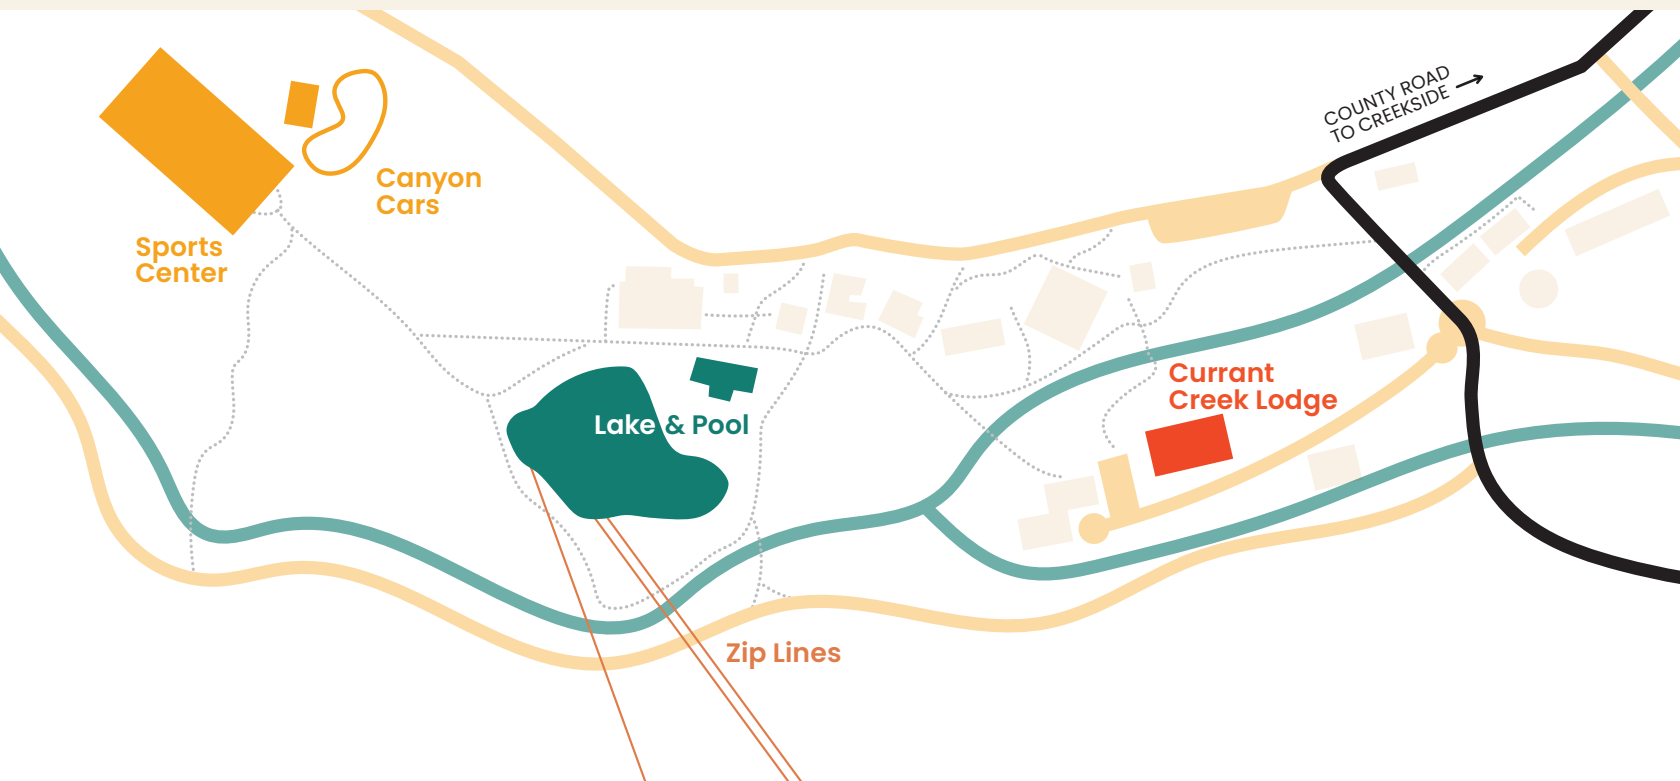 COUNTY ROAD
TO CREEKSIDE
Canyon
Cars
Sports
Center
Currant
Creek Lodge
Lake & Pool
Zip Lines